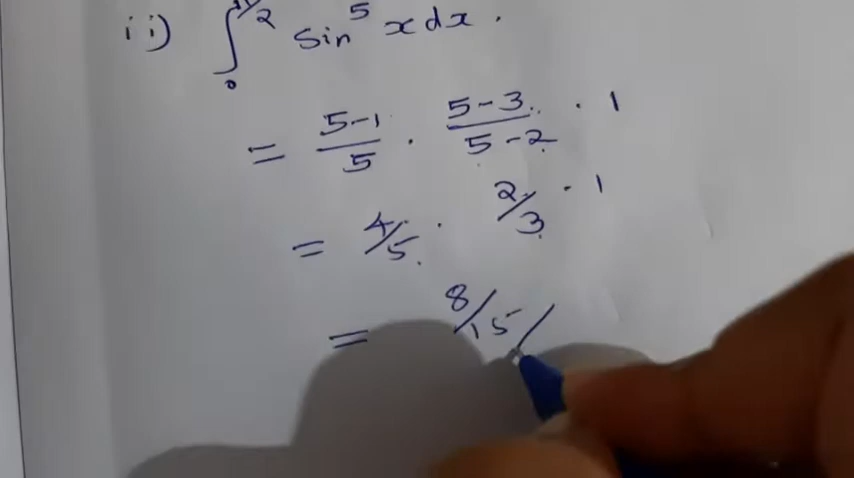 ii) ∫₀^π/2 sin⁵ x dx.
= 5-1/5 · 5-3/5-2 · 1
= 4/5 · 2/3 · 1
= 8/15/